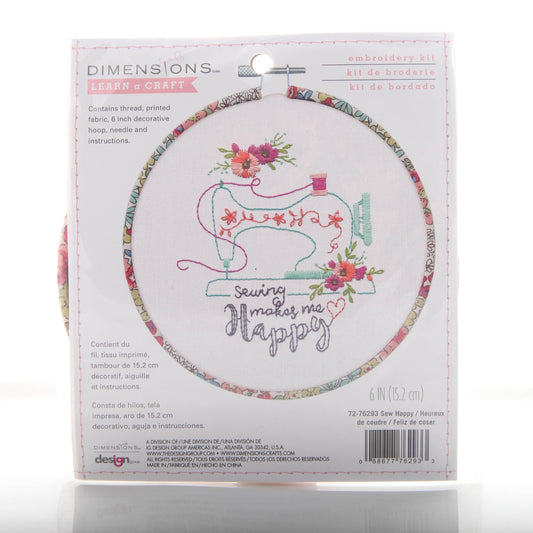 DIMENSIONS
LEARN a CRAFT
embroidery kit
kit de broderie
kit de bordado
Contains thread, printed
fabric, 6 inch decorative
hoop, needle and
instructions.
Sewing
makes me
Happy
Contient du
fil, tissu imprimé,
tambour de 15.2 cm
décoratif, aiguille
et instructions.
Consta de hilos, tela
impresa, aro de 15.2 cm
decorativo, aguja e instrucciones.
6 IN (15.2 cm)
72-76293 Sew Happy / Heureux
de coudre / Feliz de coser
DIMENSIONS
design group
A DIVISION OF/UNE DIVISION DE/UNA DIVISIÓN DE
IG DESIGN GROUP AMERICAS INC., ATLANTA, GA 30342, U.S.A.
WWW.THEDESIGNGROUP.COM • WWW.DIMENSIONSCRAFTS.COM
ALL RIGHTS RESERVED / TOUS DROITS RÉSERVÉS / TODOS LOS DERECHOS RESERVADOS
MADE IN / FABRIQUÉ EN / HECHO EN CHINA
0 88677 76293 3